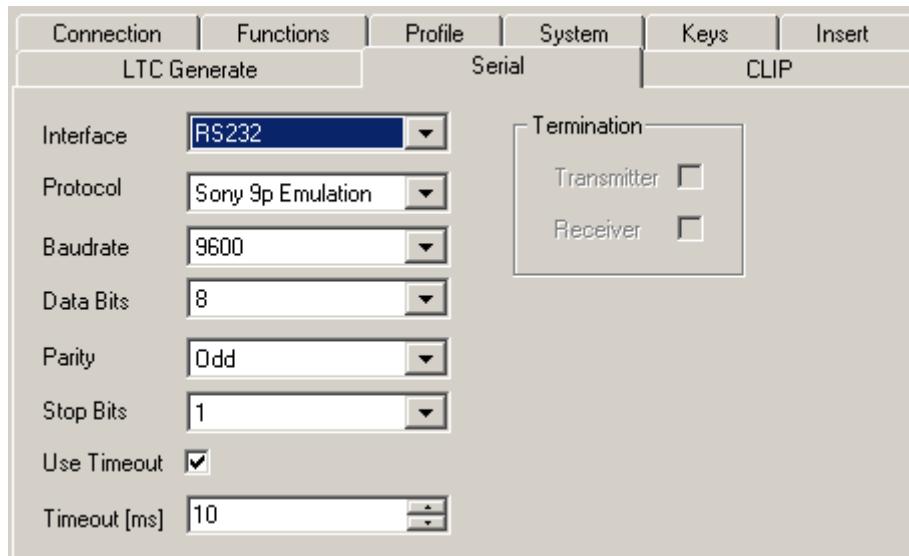 Connection Functions Profile System Keys Insert
LTC Generate Serial CLIP
Interface RS232
Termination
Transmitter
Protocol Sony 9p Emulation
Receiver
Baudrate 9600
Data Bits 8
Parity Odd
Stop Bits 1
Use Timeout
Timeout [ms] 10